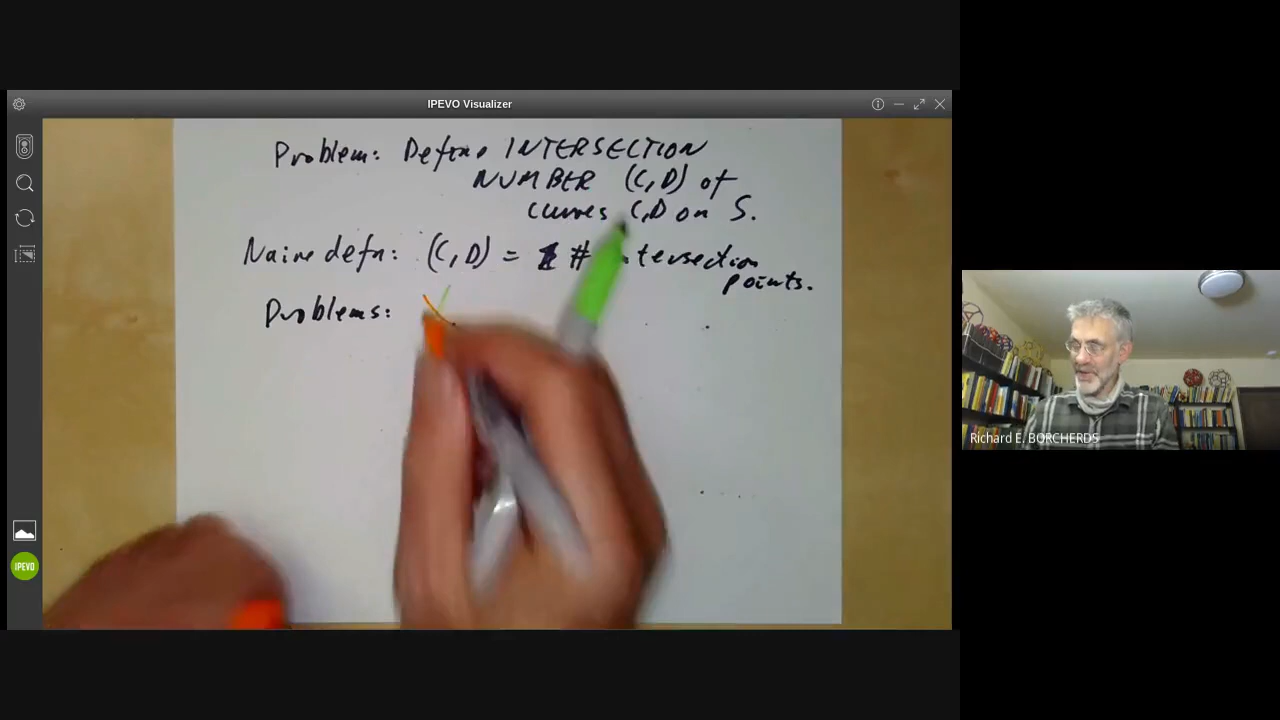 IPEVO Visualizer
Problem: Define INTERSECTION
NUMBER (C,D) of
curves C,D on S.
Naive defn: (C,D) = # intersection
points.
Problems:
IPEVO
Richard E. BORCHERDS